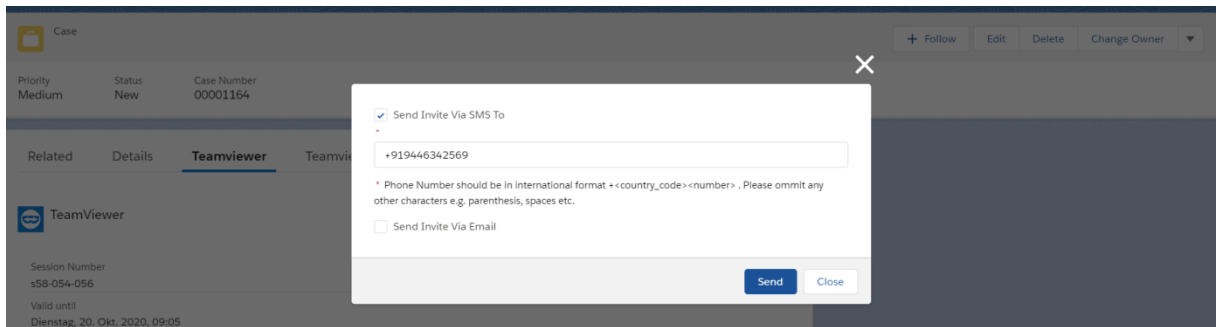 Case
+ Follow Edit Delete Change Owner
Priority Status Case Number
Medium New 00001164
Send Invite Via SMS To
*
+919446342569
* Phone Number should be in international format +<country_code><number> . Please ommit any
other characters e.g. parenthesis, spaces etc.
Send Invite Via Email
Send Close
Related Details Teamviewer Teamvie
TeamViewer
Session Number
s58-054-056
Valid until
Dienstag, 20. Okt. 2020, 09:05